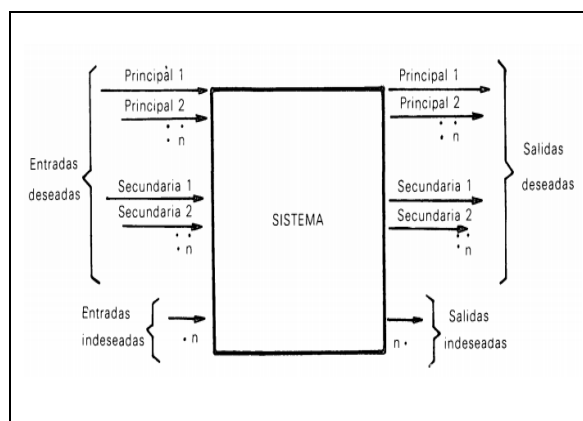 Principal 1
Principal 2
n
Entradas
deseadas
Secundaria 1
Secundaria 2
n
Entradas
indeseadas
n
SISTEMA
Principal 1
Principal 2
n
Salidas
deseadas
Secundaria 1
Secundaria 2
n
n
Salidas
indeseadas